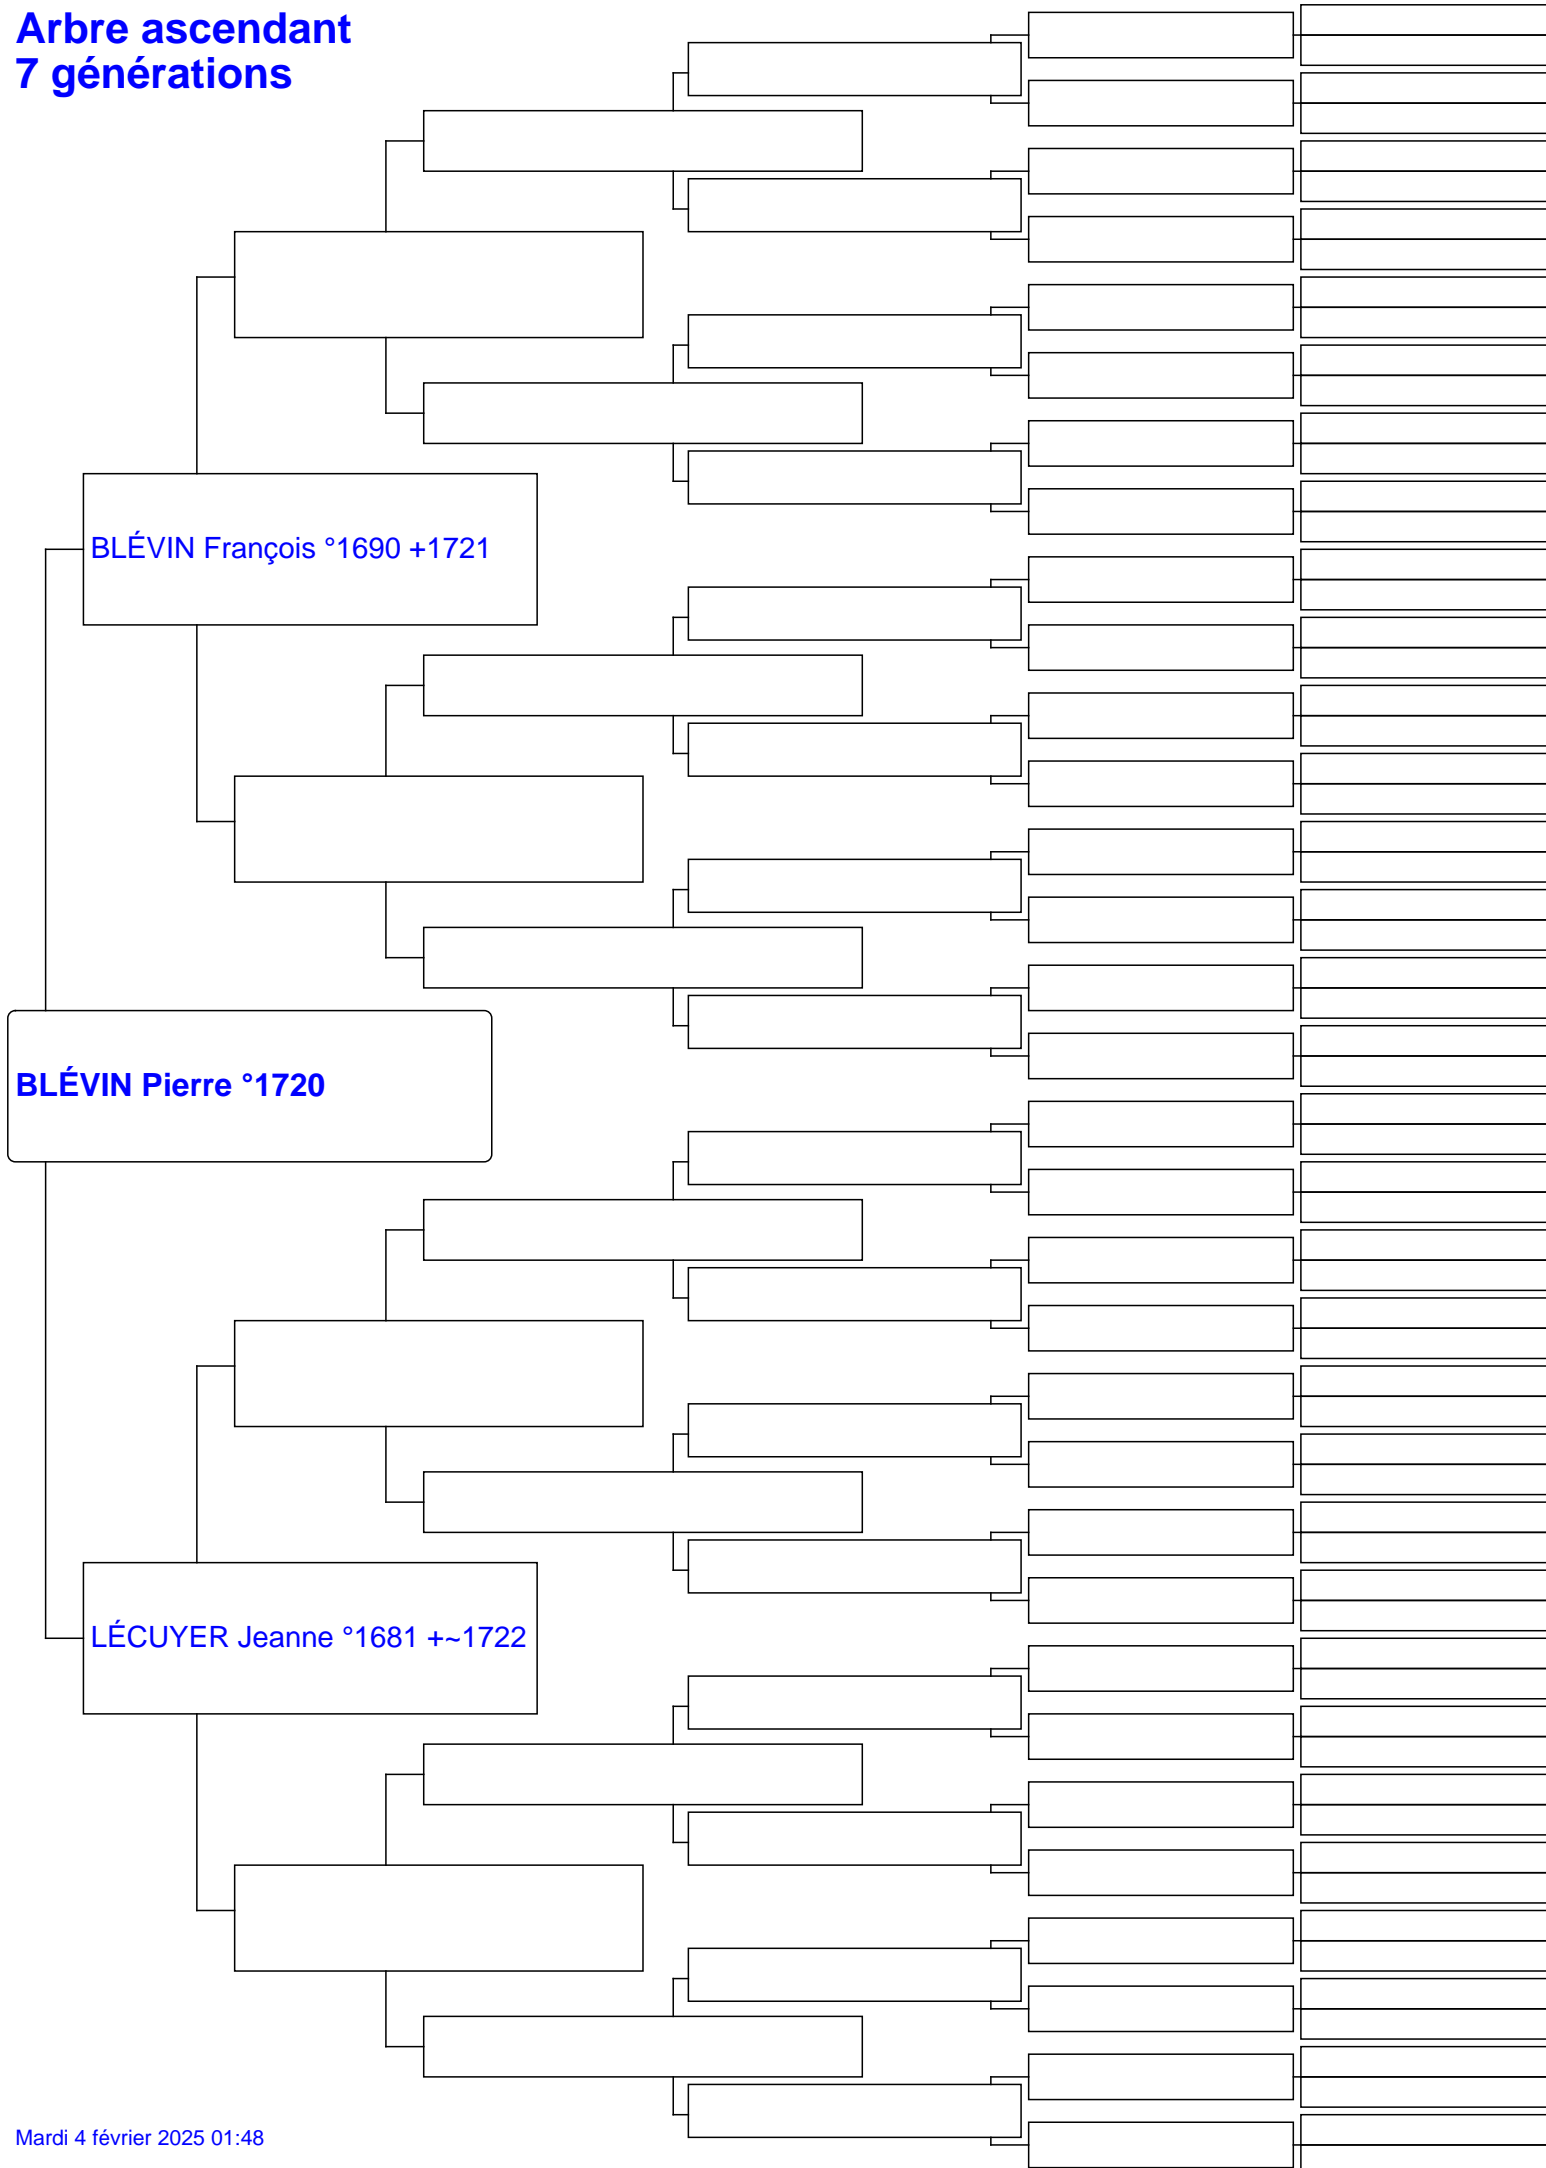 Arbre ascendant
7 générations
BLÉVIN François °1690 +1721
BLÉVIN Pierre °1720
LÉCUYER Jeanne °1681 +~1722
Mardi 4 février 2025 01:48